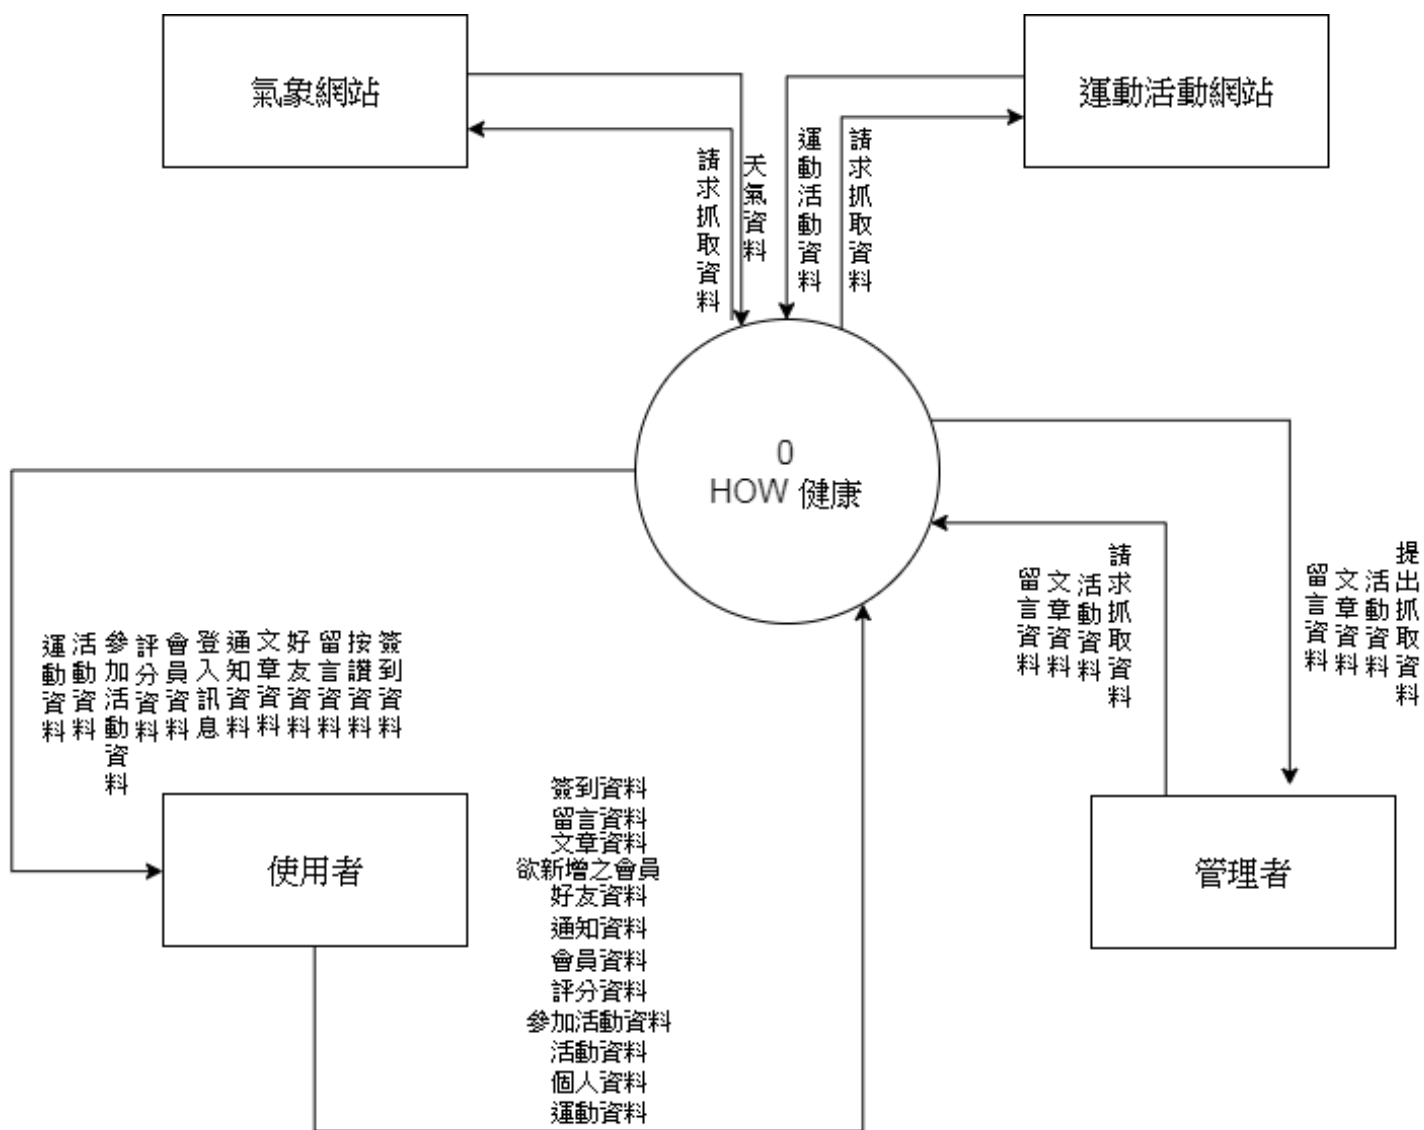 氣象網站
運動活動網站
請求抓取資料
天氣資料
運動活動資料
請求抓取資料
0
HOW 健康
運動資料
活動資料
參加活動資料
評分資料
會員資料
登入訊息
通知資料
文章資料
好友資料
留言資料
按讚資料
簽到資料
留言資料
文章資料
活動資料
請求抓取資料
留言資料
文章資料
活動資料
提出抓取資料
使用者
簽到資料
留言資料
文章資料
欲新增之會員
好友資料
通知資料
會員資料
評分資料
參加活動資料
活動資料
個人資料
運動資料
管理者